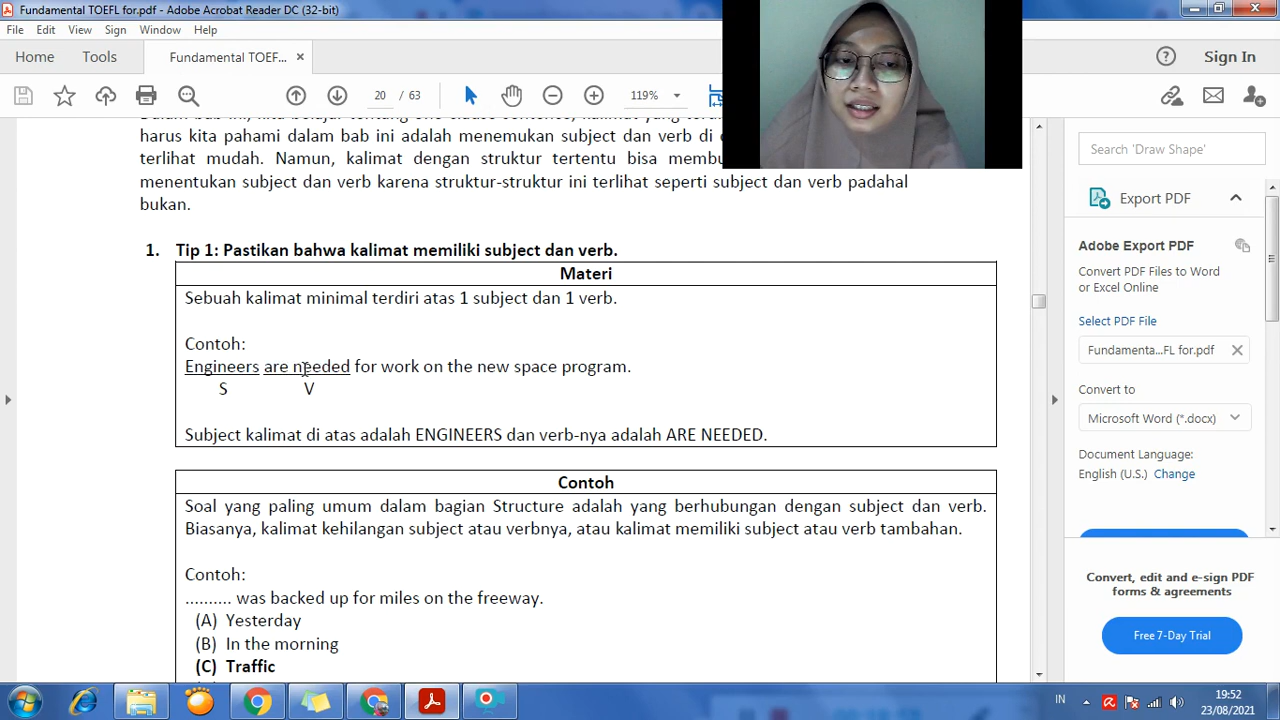 Fundamental TOEFL for.pdf - Adobe Acrobat Reader DC (32-bit)
File Edit View Sign Window Help
Home Tools Fundamental TOEF... × Sign In
20 / 63 119%
harus kita pahami dalam bab ini adalah menemukan subject dan verb di
terlihat mudah. Namun, kalimat dengan struktur tertentu bisa
menentukan subject dan verb karena struktur-struktur ini terlihat seperti subject dan verb padahal
bukan.
1. Tip 1: Pastikan bahwa kalimat memiliki subject dan verb.
Materi
Sebuah kalimat minimal terdiri atas 1 subject dan 1 verb.
Contoh:
Engineers are needed for work on the new space program.
S V
Subject kalimat di atas adalah ENGINEERS dan verb-nya adalah ARE NEEDED.
Contoh
Soal yang paling umum dalam bagian Structure adalah yang berhubungan dengan subject dan verb.
Biasanya, kalimat kehilangan subject atau verbnya, atau kalimat memiliki subject atau verb tambahan.
Contoh:
.......... was backed up for miles on the freeway.
(A) Yesterday
(B) In the morning
(C) Traffic
Search 'Draw Shape'
Export PDF
Adobe Export PDF
Convert PDF Files to Word
or Excel Online
Select PDF File
Fundamenta...FL for.pdf
Convert to
Microsoft Word (*.docx)
Document Language:
English (U.S.) Change
Convert, edit and e-sign PDF
forms & agreements
Free 7-Day Trial
IN
19:52
23/08/2021